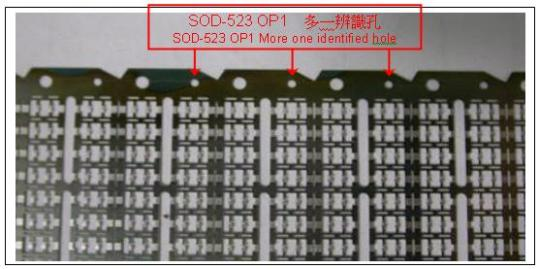 SOD-523 OP1 多一辨識孔
SOD-523 OP1 More one identified hole